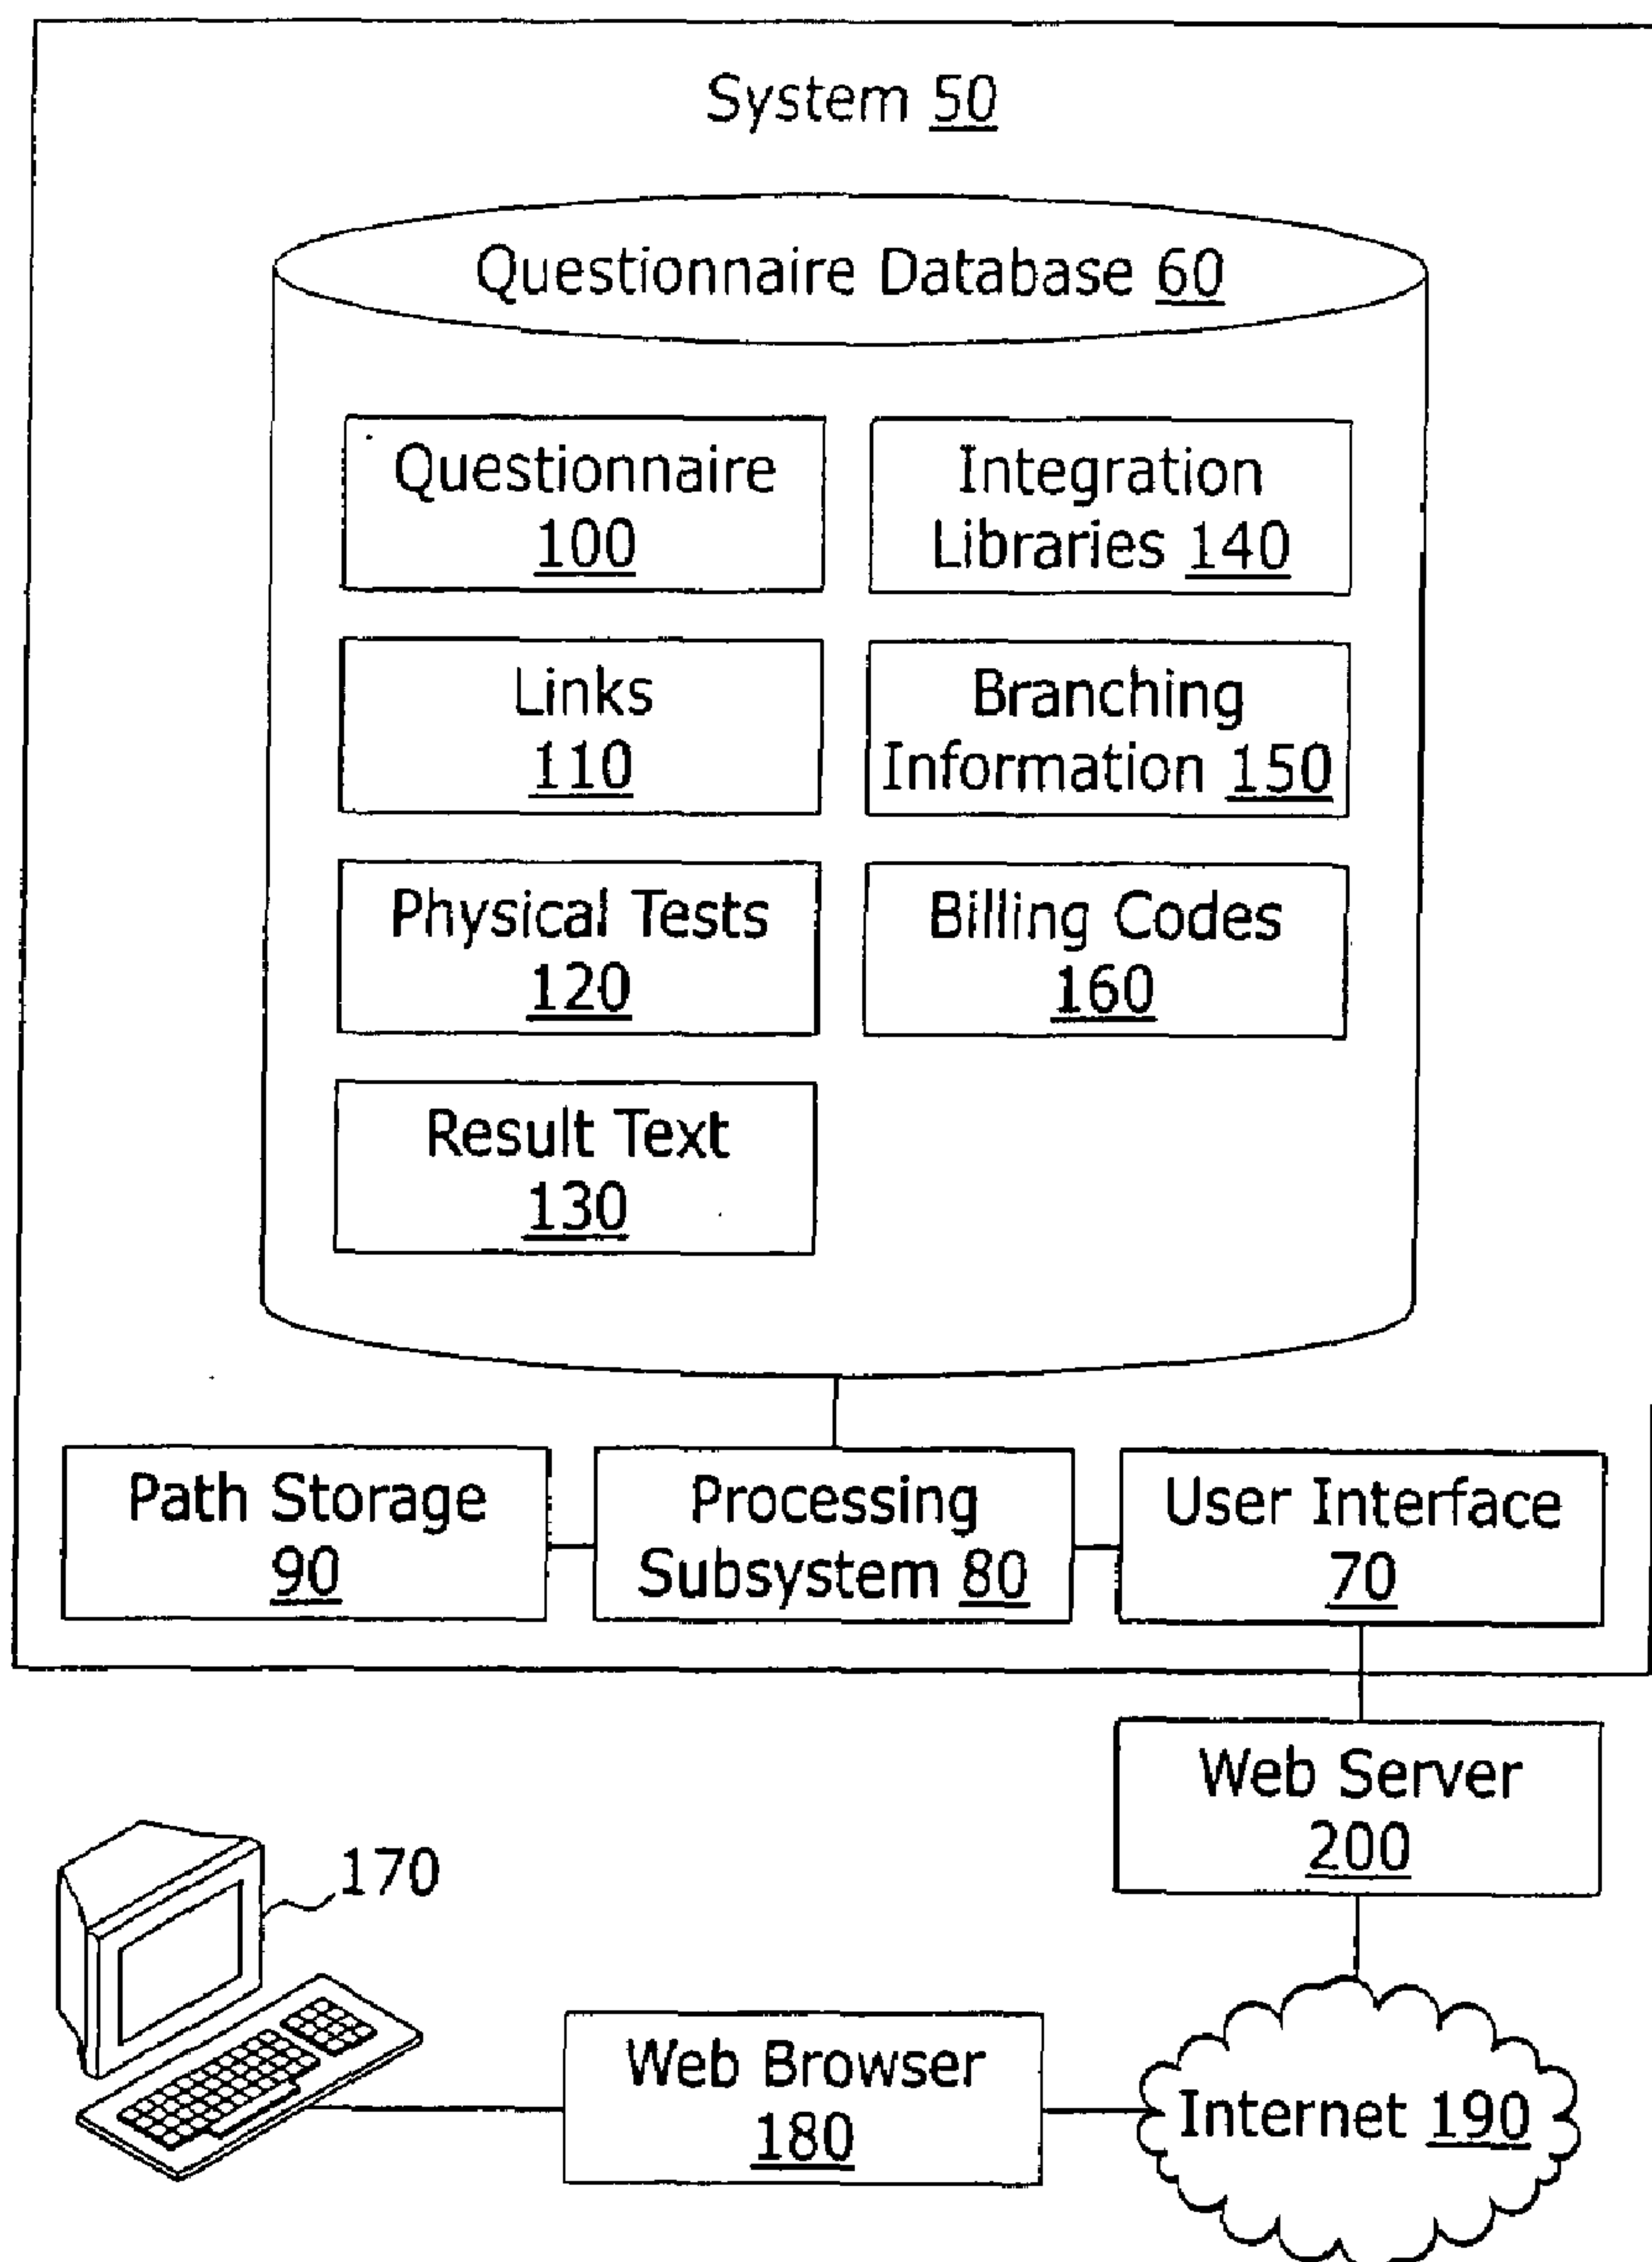 System 50
Questionnaire Database 60
Questionnaire
100
Integration
Libraries 140
Links
110
Branching
Information 150
Physical Tests
120
Billing Codes
160
Result Text
130
Path Storage
90
Processing
Subsystem 80
User Interface
70
Web Server
200
170
Web Browser
180
Internet 190